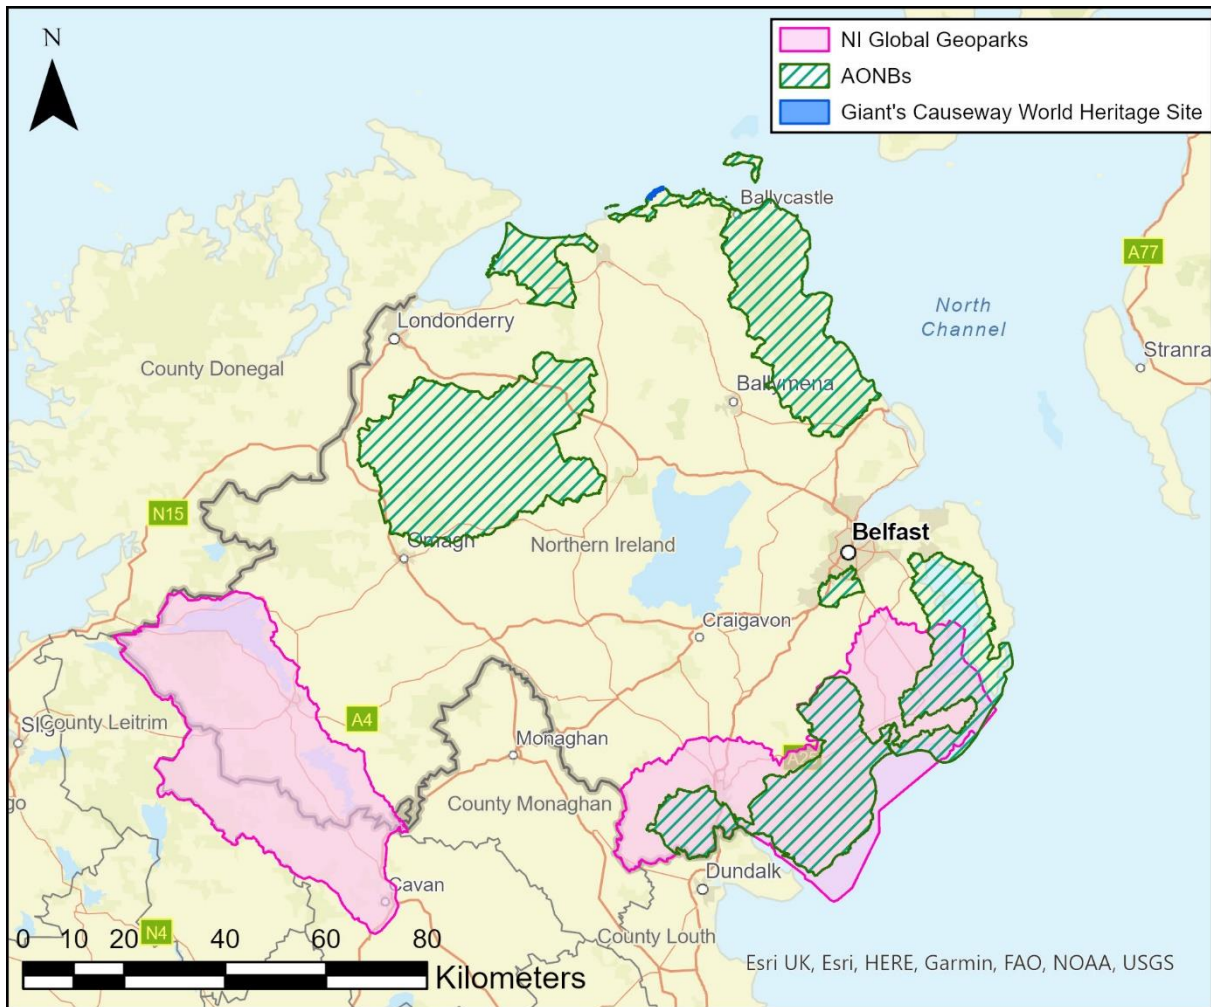 N
NI Global Geoparks
AONBs
Giant's Causeway World Heritage Site
Ballycastle
A77
North
Channel
Londonderry
Stranra
County Donegal
Ballymena
N15
Belfast
Omagh
Northern Ireland
Craigavon
A4
County Leitrim
Monaghan
County Monaghan
Dundalk
Cavan
N4
County Louth
0 10 20 40 60 80
Kilometers
Esri UK, Esri, HERE, Garmin, FAO, NOAA, USGS